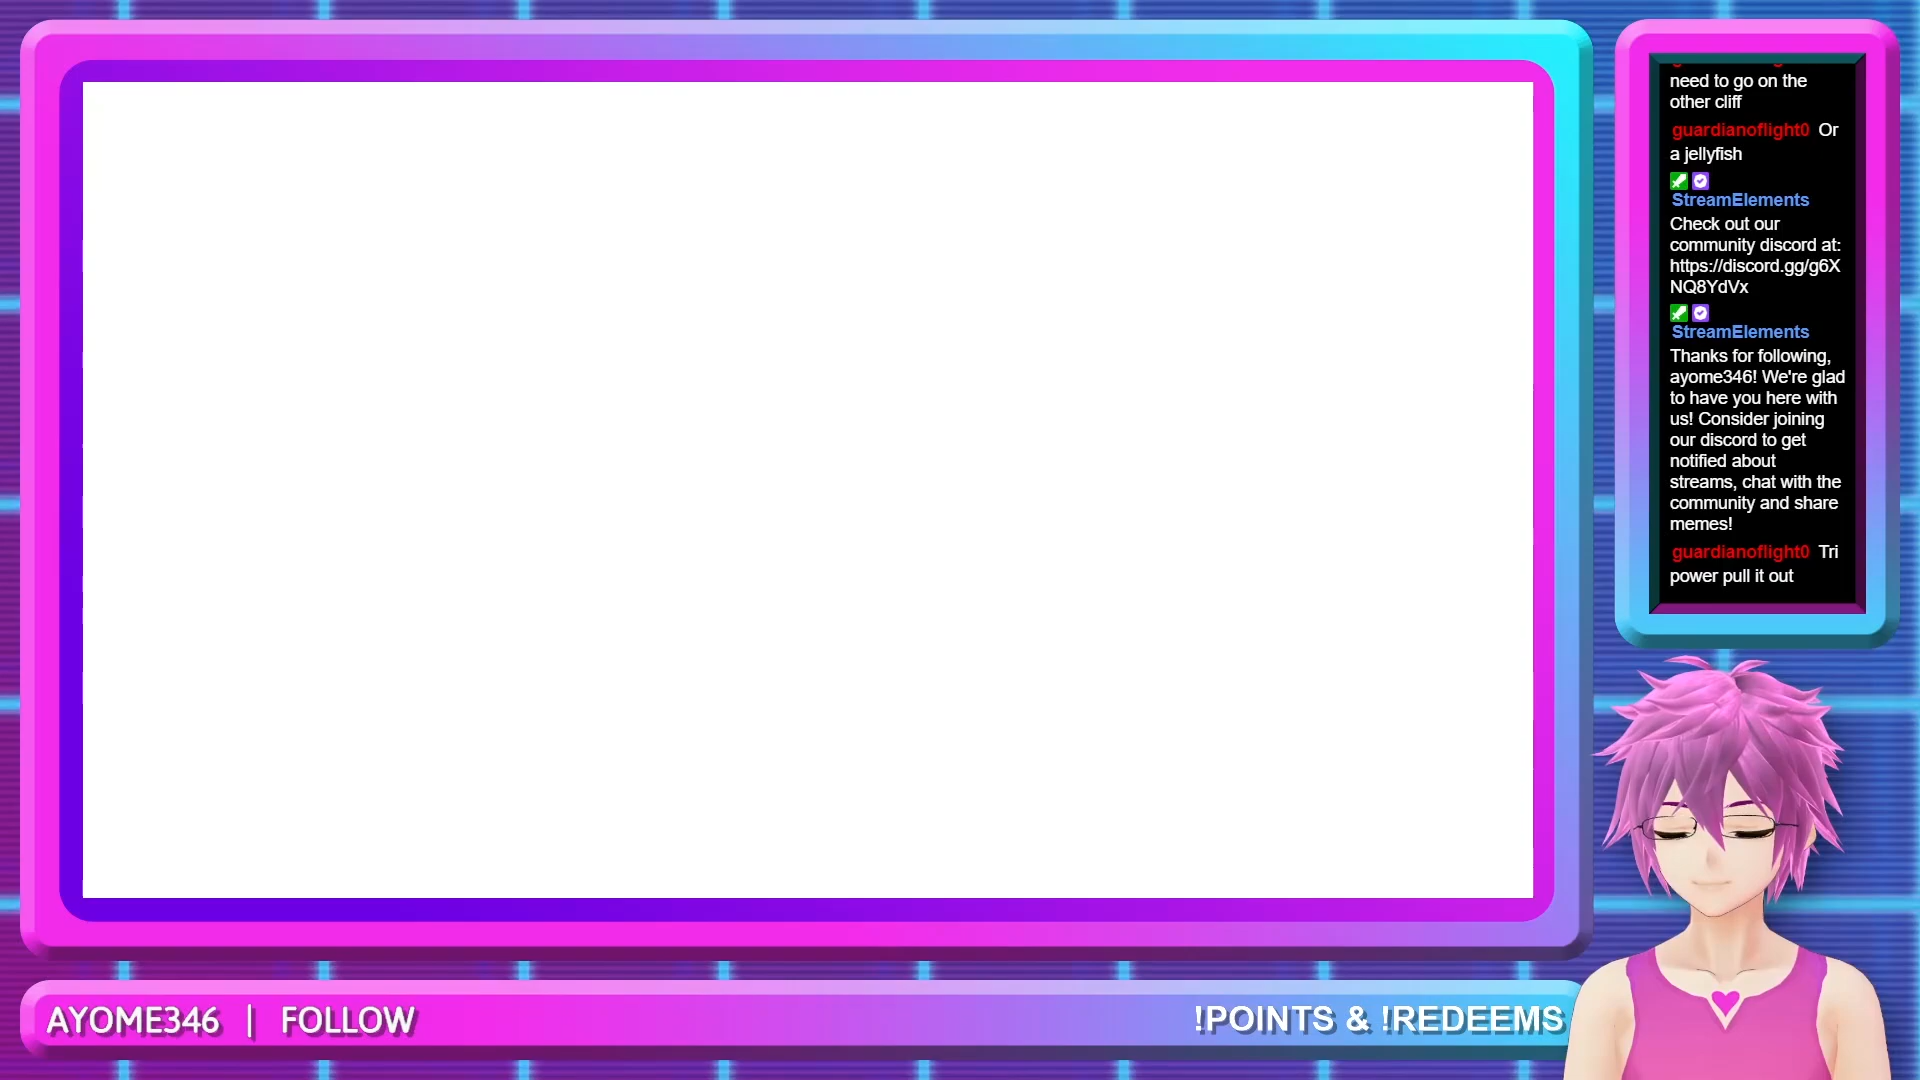 need to go on the
other cliff
guardianoflight0 Or
a jellyfish
StreamElements
Check out our
community discord at:
https://discord.gg/g6X
NQ8YdVx
StreamElements
Thanks for following,
ayome346! We're glad
to have you here with
us! Consider joining
our discord to get
notified about
streams, chat with the
community and share
memes!
guardianoflight0 Tri
power pull it out
AYOME346 | FOLLOW
!POINTS & !REDEEMS